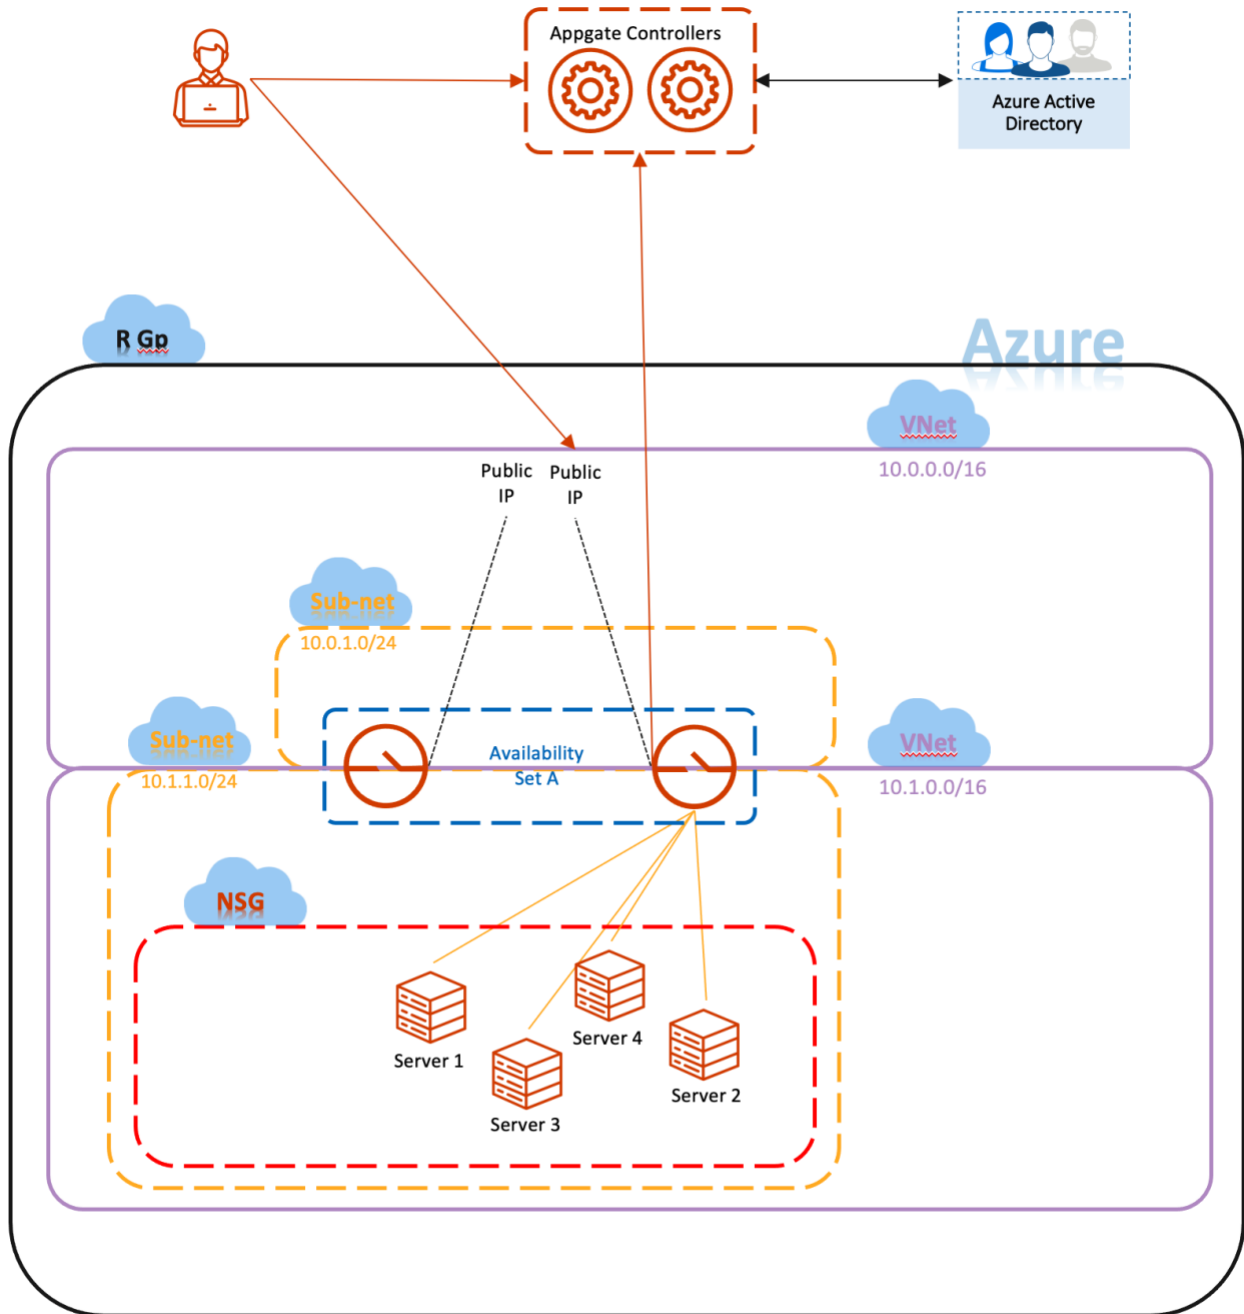 Appgate Controllers
Azure Active
Directory
R Gp
Azure
VNet
10.0.0.0/16
Public
IP
Public
IP
Sub-net
10.0.1.0/24
Sub-net
10.1.1.0/24
Availability
Set A
VNet
10.1.0.0/16
NSG
Server 1
Server 4
Server 3
Server 2